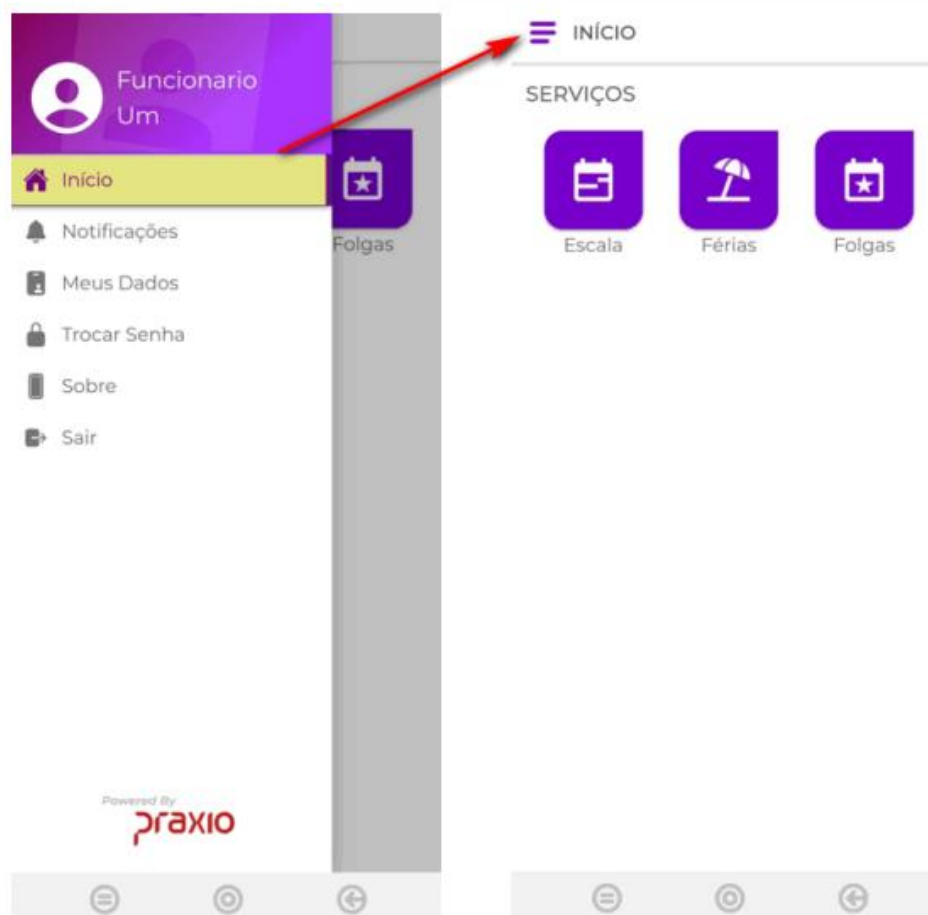 Funcionario
Um
Início
Notificações
Meus Dados
Trocar Senha
Sobre
Sair
Powered By
praxio
Folgas
INÍCIO
SERVIÇOS
Escala
Férias
Folgas